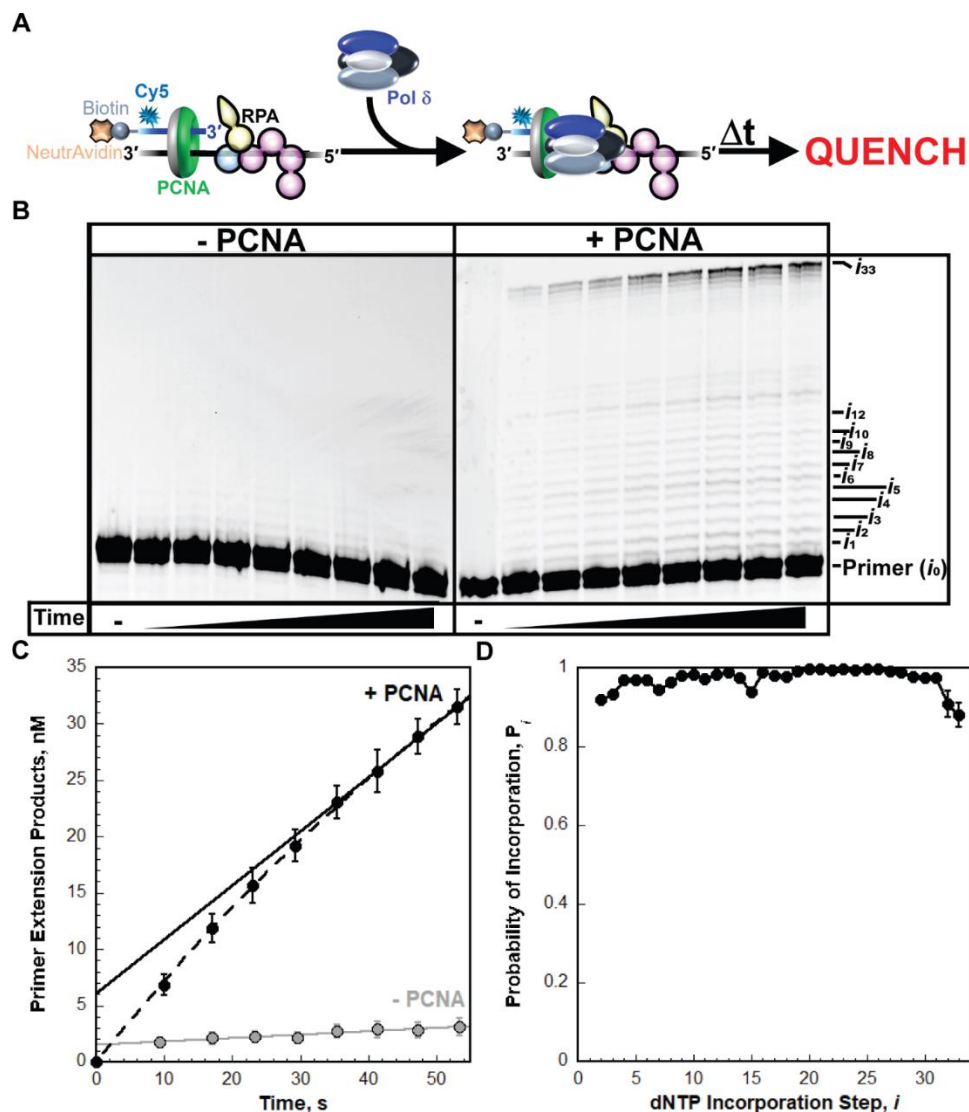 A
Cy5
Biotin
NeutrAvidin
3′
3′
RPA
5′
PCNA
Pol δ
3′
5′
Δt
QUENCH
B
- PCNA
+ PCNA
i33
i12
i10
i9
i8
i7
i6
i5
i4
i3
i2
i1
Primer (i0)
Time
-
-
C
Primer Extension Products, nM
35
30
25
20
15
10
5
0
+ PCNA
- PCNA
0
10
20
30
40
50
Time, s
D
Probability of Incorporation, P i
1
0.8
0.6
0.4
0.2
0
0
5
10
15
20
25
30
dNTP Incorporation Step, i